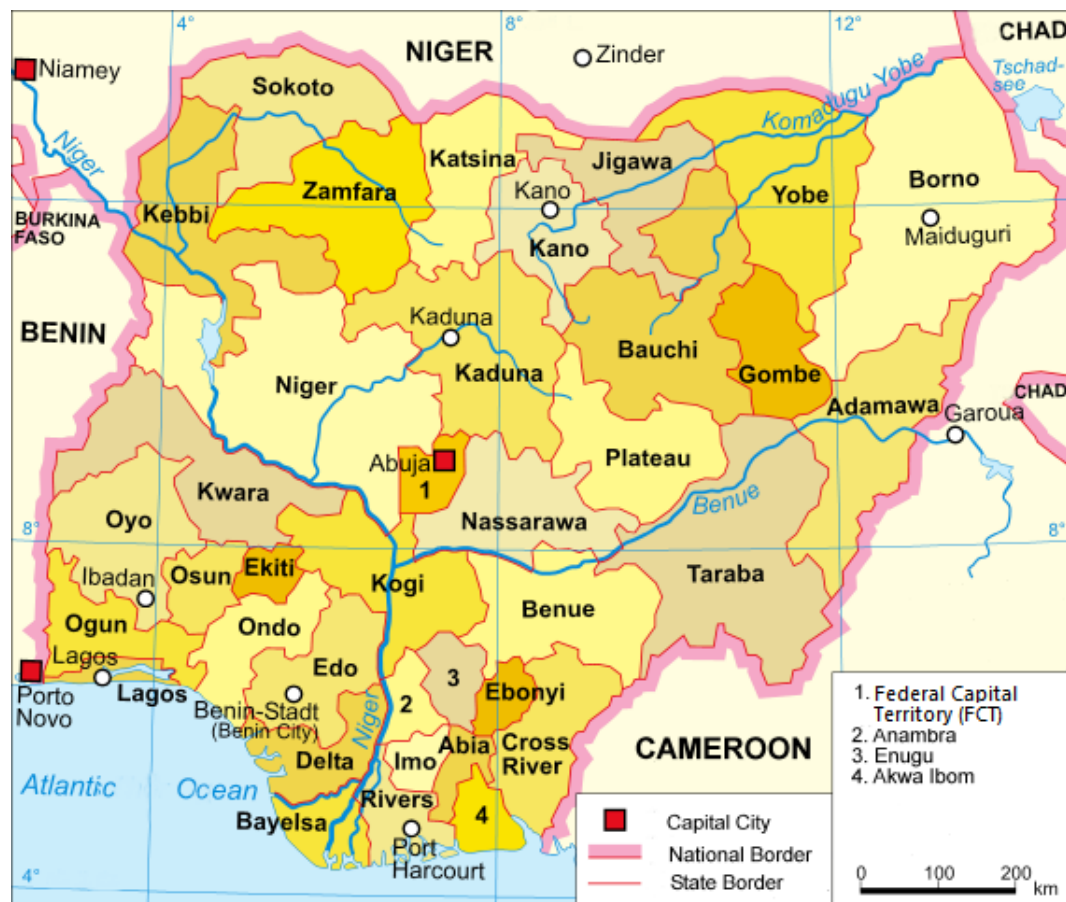 4°
8°
12°
CHAD
NIGER
Zinder
Niamey
Tschad-
see
Sokoto
Komadugu Yobe
Niger
Katsina
Jigawa
Zamfara
Kano
Yobe
Borno
BURKINA
FASO
Kebbi
Maiduguri
Kano
Kaduna
BENIN
Bauchi
Niger
Kaduna
Gombe
CHAD
Adamawa
Garoua
Abuja
Plateau
1
Kwara
Benue
Nassarawa
Oyo
8°
8°
Ibadan
Osun
Ekiti
Kogi
Taraba
Benue
Ogun
Ondo
Lagos
Edo
3
Ebonyi
Porto
Novo
Lagos
2
Benin-Stadt
(Benin City)
Niger
Abia
Cross
River
CAMEROON
Delta
Imo
Atlantic Ocean
Rivers
4
Bayelsa
Port
Harcourt
4°
1. Federal Capital
Territory (FCT)
2. Anambra
3. Enugu
4. Akwa Ibom
Capital City
National Border
State Border
0 100 200 km